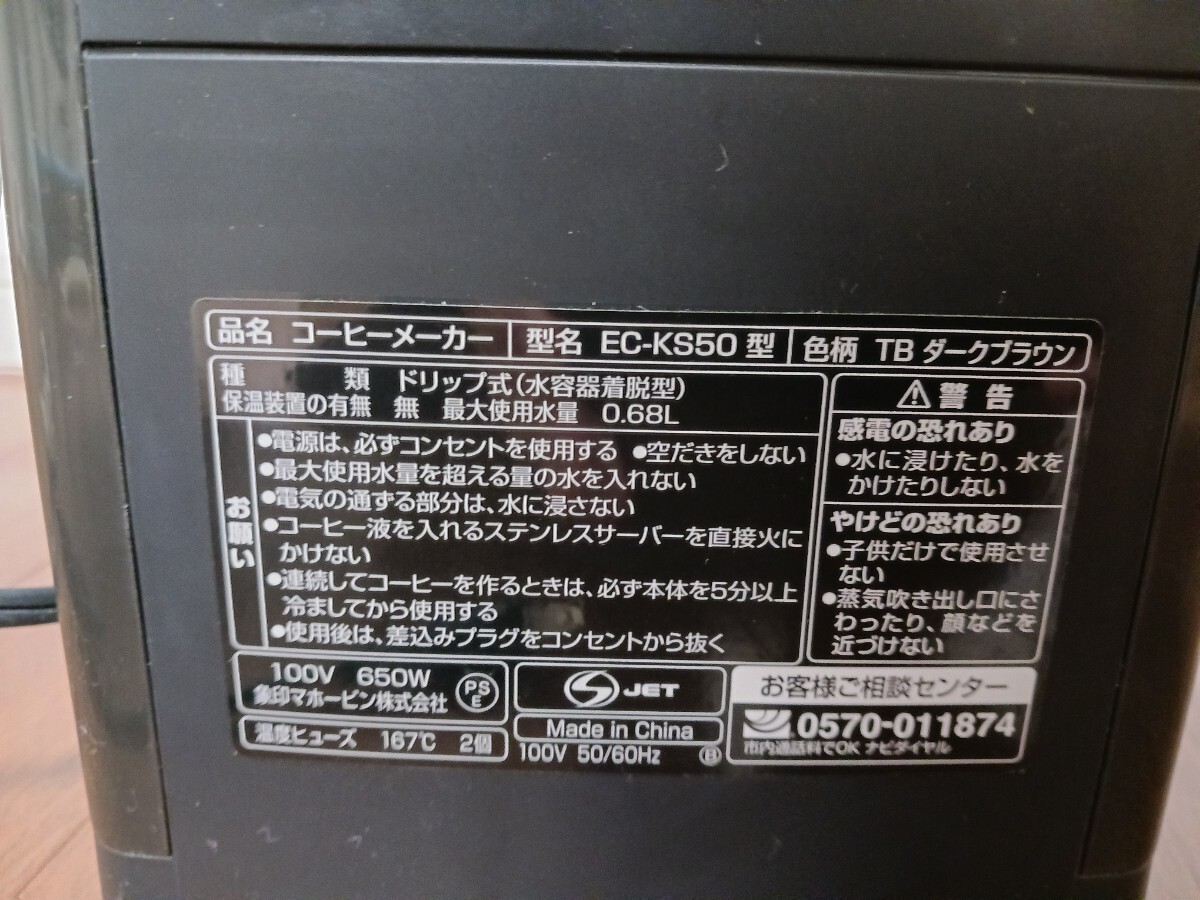 品名 コーヒーメーカー 型名 EC-KS50 型 色柄 TB ダークブラウン
種類 ドリップ式(水容器着脱型)
保温装置の有無 無 最大使用水量 0.68L
お願い
●電源は、必ずコンセントを使用する ●空だきをしない
●最大使用水量を超える量の水を入れない
●電気の通ずる部分は、水に浸さない
●コーヒー液を入れるステンレスサーバーを直接火に
かけない
●連続してコーヒーを作るときは、必ず本体を5分以上
冷ましてから使用する
●使用後は、差込みプラグをコンセントから抜く
⚠警告
感電の恐れあり
●水に浸けたり、水を
かけたりしない
やけどの恐れあり
●子供だけで使用させ
ない
●蒸気吹き出し口にさ
わったり、顔などを
近づけない
100V 650W
象印マホービン株式会社
PS
E
温度ヒューズ 167℃ 2個
JET
Made in China
100V 50/60Hz Ⓑ
お客様ご相談センター
0570-011874
市内通話料でOK ナビダイヤル